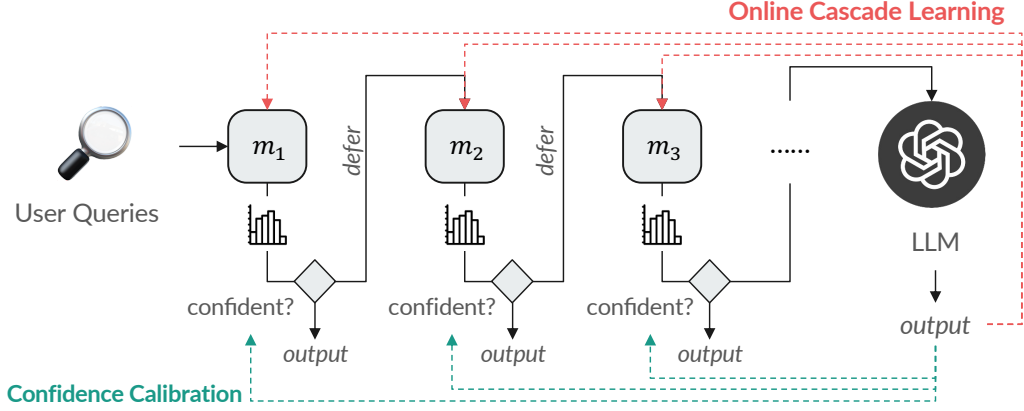 Online Cascade Learning
m₁
defer
m₂
defer
m₃
......
User Queries
LLM
confident?
confident?
confident?
output
output
output
output
Confidence Calibration